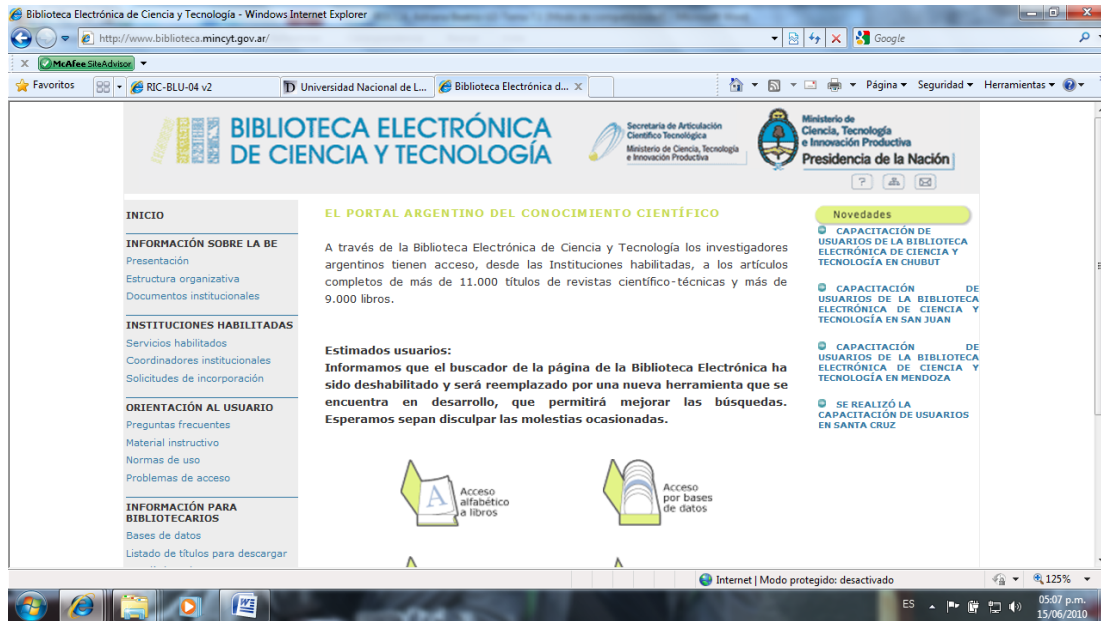 Biblioteca Electrónica de Ciencia y Tecnología - Windows Internet Explorer
http://www.biblioteca.mincyt.gov.ar/
Google
X McAfee SiteAdvisor
Favoritos
RIC-BLU-04 v2
Universidad Nacional de L...
Biblioteca Electrónica d...
Página
Seguridad
Herramientas
BIBLIOTECA ELECTRÓNICA
DE CIENCIA Y TECNOLOGÍA
Secretaría de Articulación
Científico Tecnológica
Ministerio de Ciencia, Tecnología
e Innovación Productiva
Ministerio de
Ciencia, Tecnología
e Innovación Productiva
Presidencia de la Nación
INICIO
INFORMACIÓN SOBRE LA BE
Presentación
Estructura organizativa
Documentos institucionales
INSTITUCIONES HABILITADAS
Servicios habilitados
Coordinadores institucionales
Solicitudes de incorporación
ORIENTACIÓN AL USUARIO
Preguntas frecuentes
Material instructivo
Normas de uso
Problemas de acceso
INFORMACIÓN PARA
BIBLIOTECARIOS
Bases de datos
Listado de títulos para descargar
EL PORTAL ARGENTINO DEL CONOCIMIENTO CIENTÍFICO
A través de la Biblioteca Electrónica de Ciencia y Tecnología los investigadores
argentinos tienen acceso, desde las Instituciones habilitadas, a los artículos
completos de más de 11.000 títulos de revistas científico-técnicas y más de
9.000 libros.
Estimados usuarios:
Informamos que el buscador de la página de la Biblioteca Electrónica ha
sido deshabilitado y será reemplazado por una nueva herramienta que se
encuentra en desarrollo, que permitirá mejorar las búsquedas.
Esperamos sepan disculpar las molestias ocasionadas.
A
Acceso
alfabético
a libros
Acceso
por bases
de datos
Novedades
CAPACITACIÓN DE
USUARIOS DE LA BIBLIOTECA
ELECTRÓNICA DE CIENCIA Y
TECNOLOGÍA EN CHUBUT
CAPACITACIÓN DE
USUARIOS DE LA BIBLIOTECA
ELECTRÓNICA DE CIENCIA Y
TECNOLOGÍA EN SAN JUAN
CAPACITACIÓN DE
USUARIOS DE LA BIBLIOTECA
ELECTRÓNICA DE CIENCIA Y
TECNOLOGÍA EN MENDOZA
SE REALIZÓ LA
CAPACITACIÓN DE USUARIOS
EN SANTA CRUZ
Internet | Modo protegido: desactivado
125%
ES
05:07 p.m.
15/06/2010